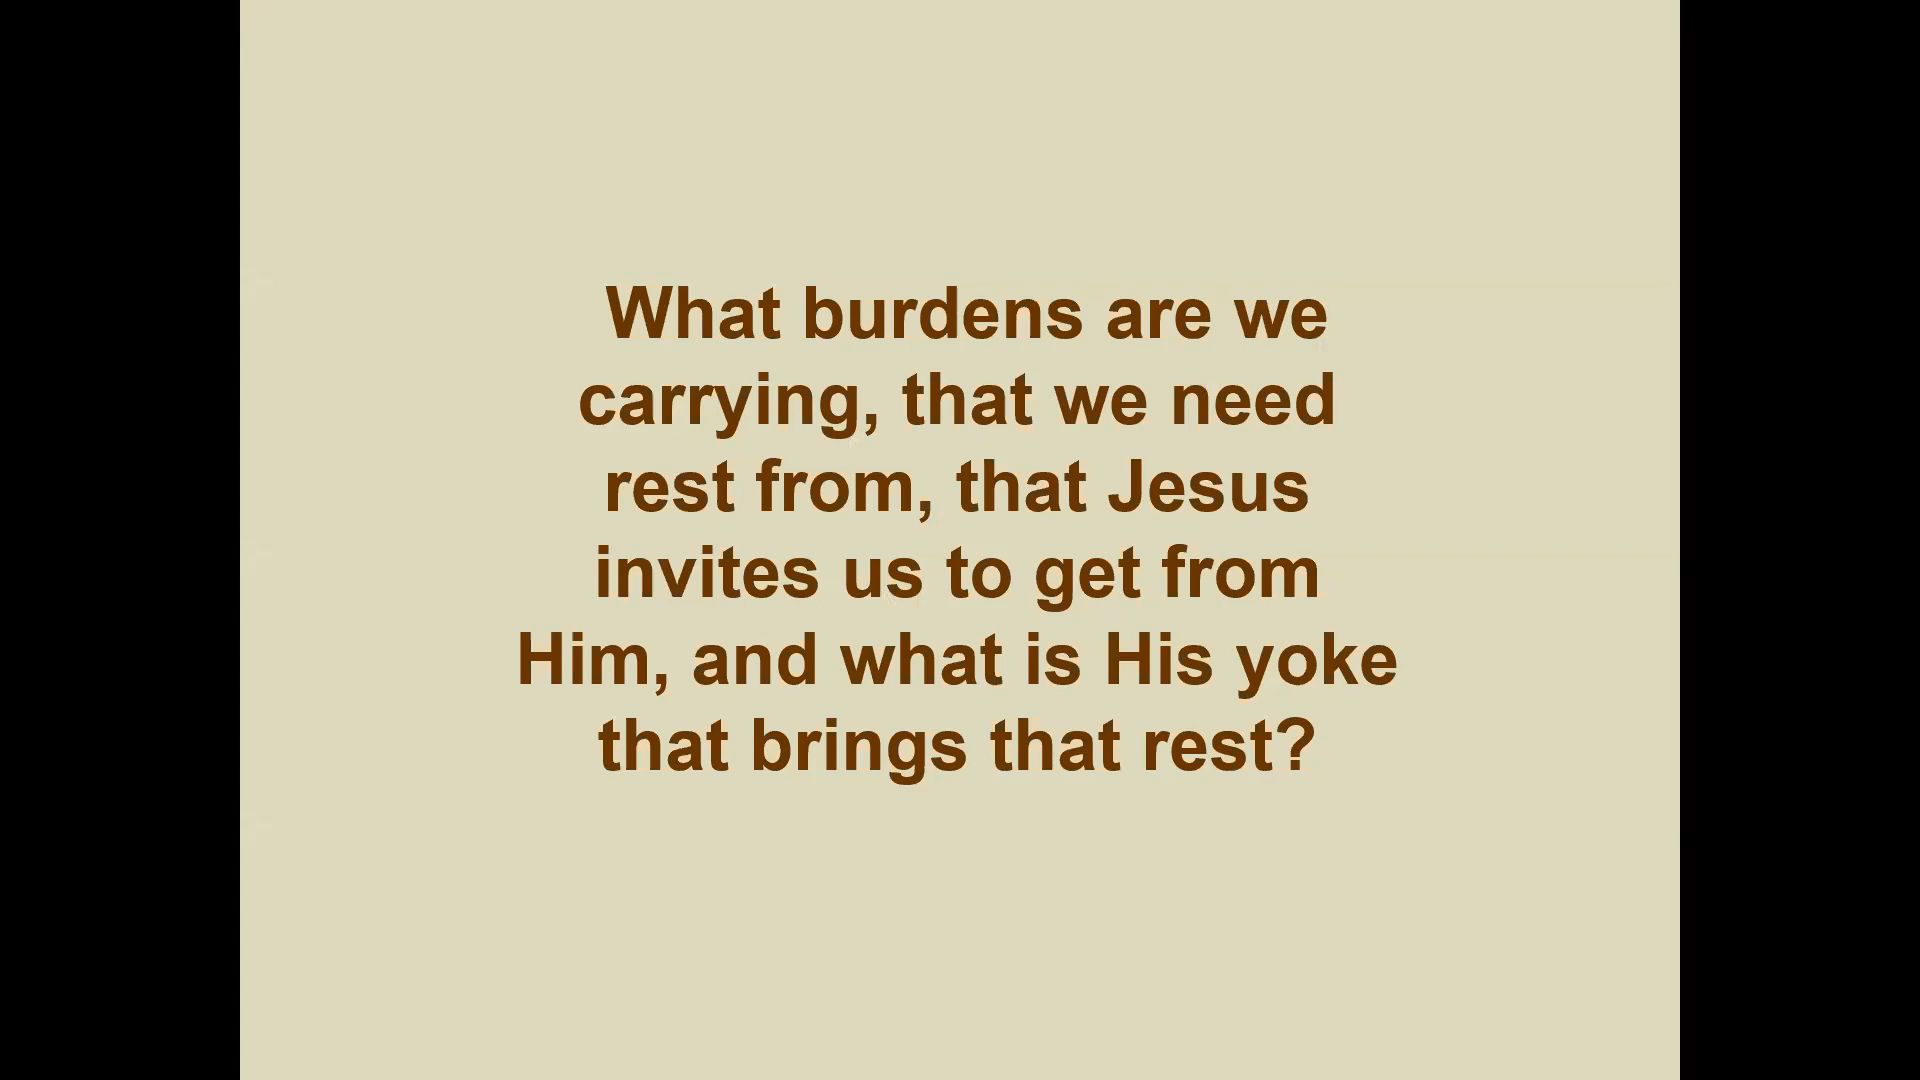 What burdens are we
carrying, that we need
rest from, that Jesus
invites us to get from
Him, and what is His yoke
that brings that rest?